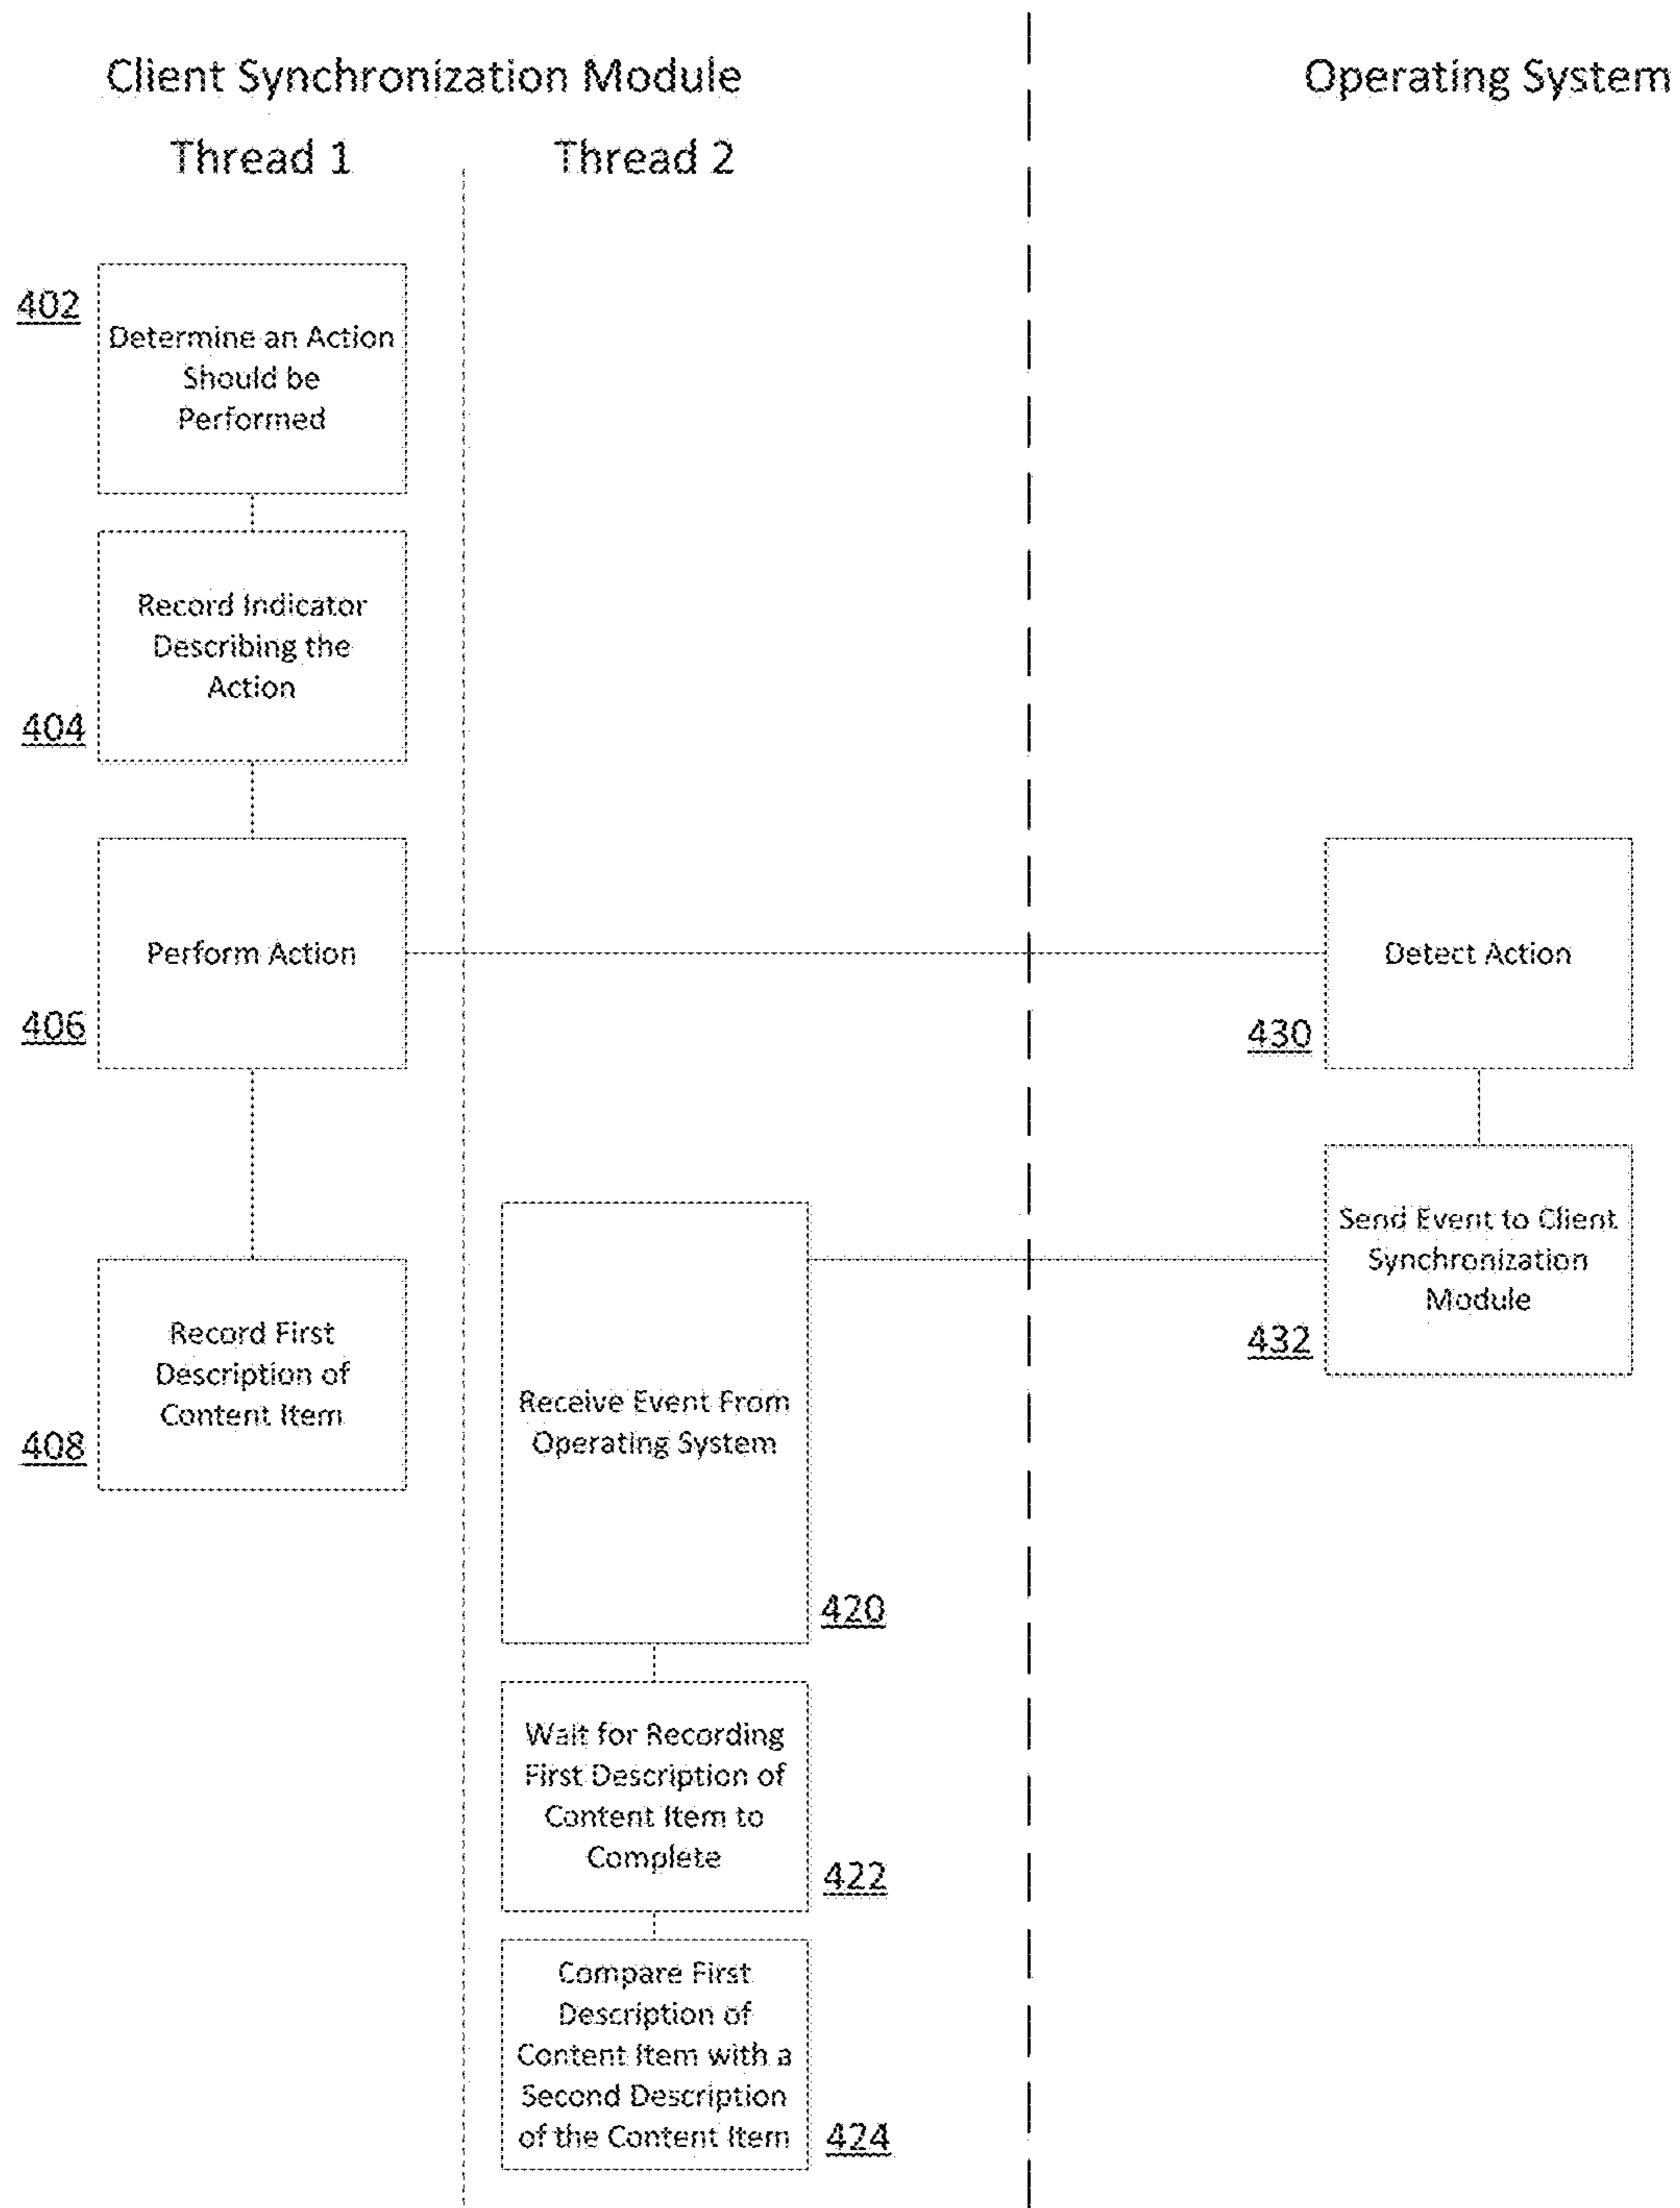 Client Synchronization Module
Operating System
Thread 1
Thread 2
402
Determine an Action
Should be
Performed
Record Indicator
Describing the
Action
404
Perform Action
406
Detect Action
430
Send Event to Client
Synchronization
Module
432
Record First
Description of
Content Item
408
Receive Event From
Operating System
420
Wait for Recording
First Description of
Content Item to
Complete
422
Compare First
Description of
Content Item with a
Second Description
of the Content Item
424